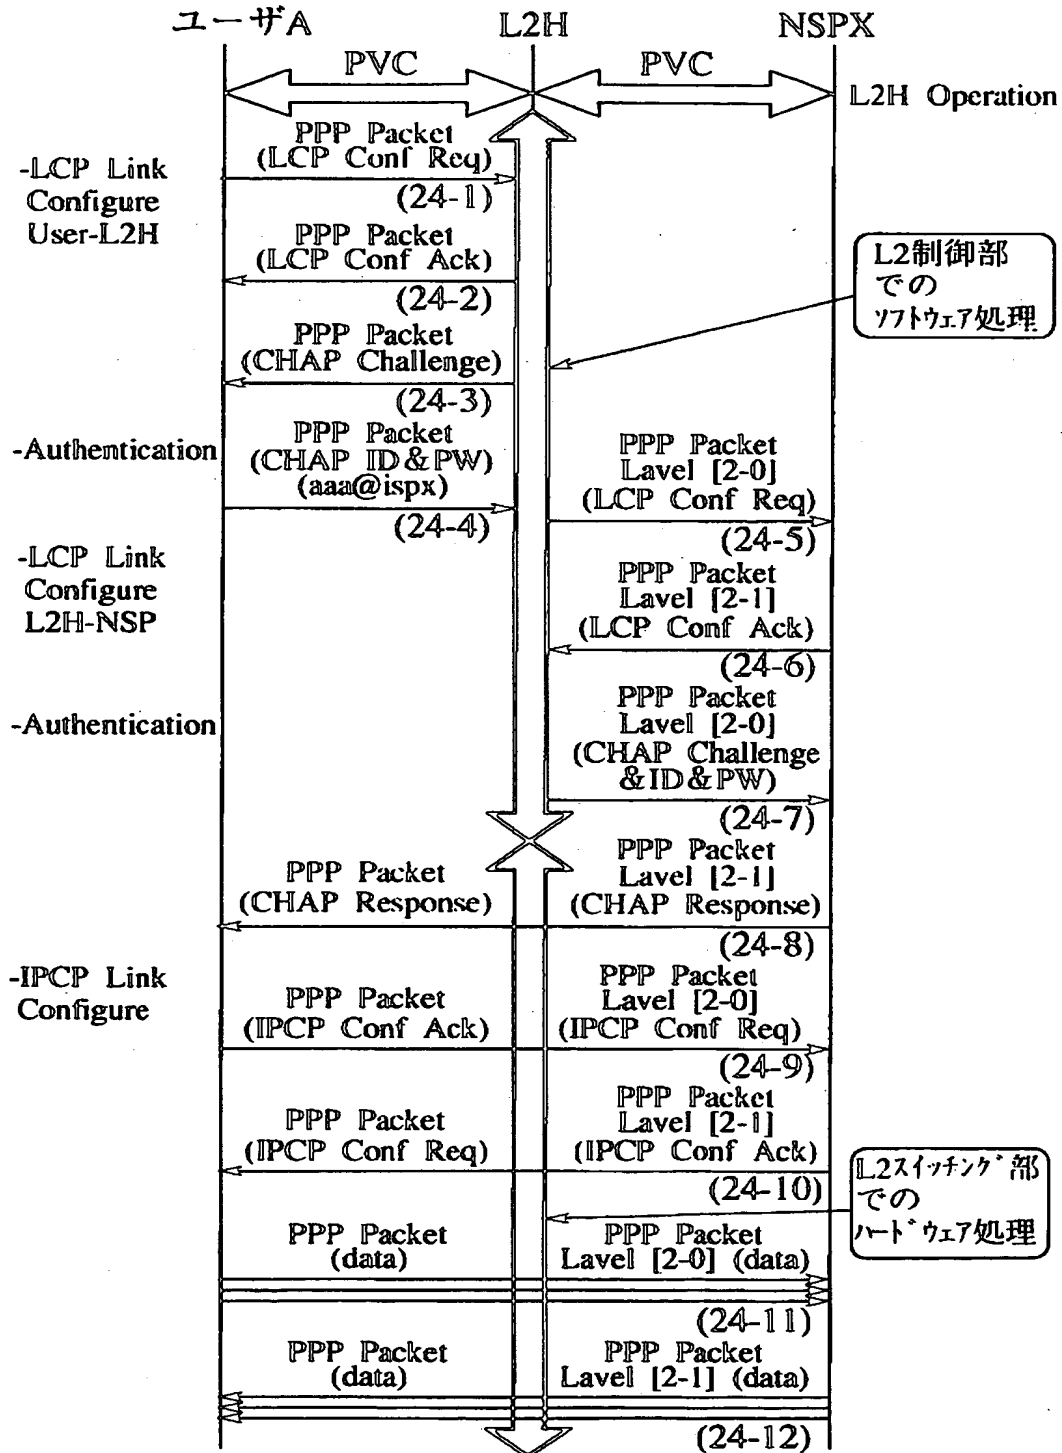 ユーザA
L2H
NSPX
PVC
PVC
L2H Operation
PPP Packet
(LCP Conf Req)
(24-1)
-LCP Link
Configure
User-L2H
PPP Packet
(LCP Conf Ack)
(24-2)
L2制御部
での
ソフトウェア処理
PPP Packet
(CHAP Challenge)
(24-3)
-Authentication
PPP Packet
(CHAP ID&PW)
(aaa@ispx)
(24-4)
PPP Packet
Lavel [2-0]
(LCP Conf Req)
(24-5)
-LCP Link
Configure
L2H-NSP
PPP Packet
Lavel [2-1]
(LCP Conf Ack)
(24-6)
-Authentication
PPP Packet
Lavel [2-0]
(CHAP Challenge
&ID&PW)
(24-7)
PPP Packet
(CHAP Response)
PPP Packet
Lavel [2-1]
(CHAP Response)
(24-8)
-IPCP Link
Configure
PPP Packet
(IPCP Conf Ack)
PPP Packet
Lavel [2-0]
(IPCP Conf Req)
(24-9)
PPP Packet
(IPCP Conf Req)
PPP Packet
Lavel [2-1]
(IPCP Conf Ack)
(24-10)
L2スイッチング部
での
ハードウェア処理
PPP Packet
(data)
PPP Packet
Lavel [2-0] (data)
(24-11)
PPP Packet
(data)
PPP Packet
Lavel [2-1] (data)
(24-12)